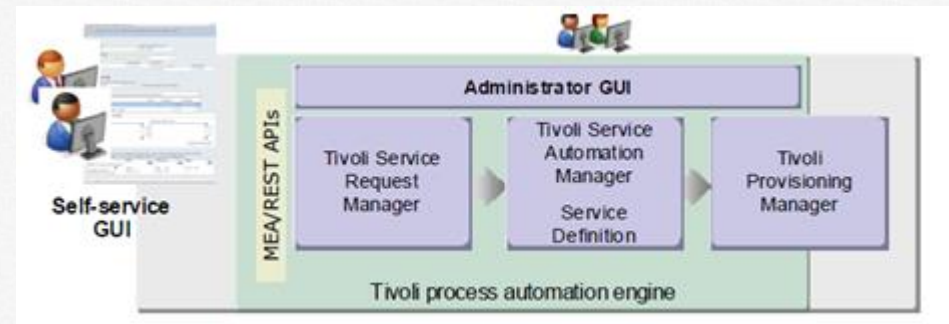 Administrator GUI
MEA/REST APIs
Tivoli Service
Request
Manager
Tivoli Service
Automation
Manager
Service
Definition
Tivoli
Provisioning
Manager
Self-service
GUI
Tivoli process automation engine